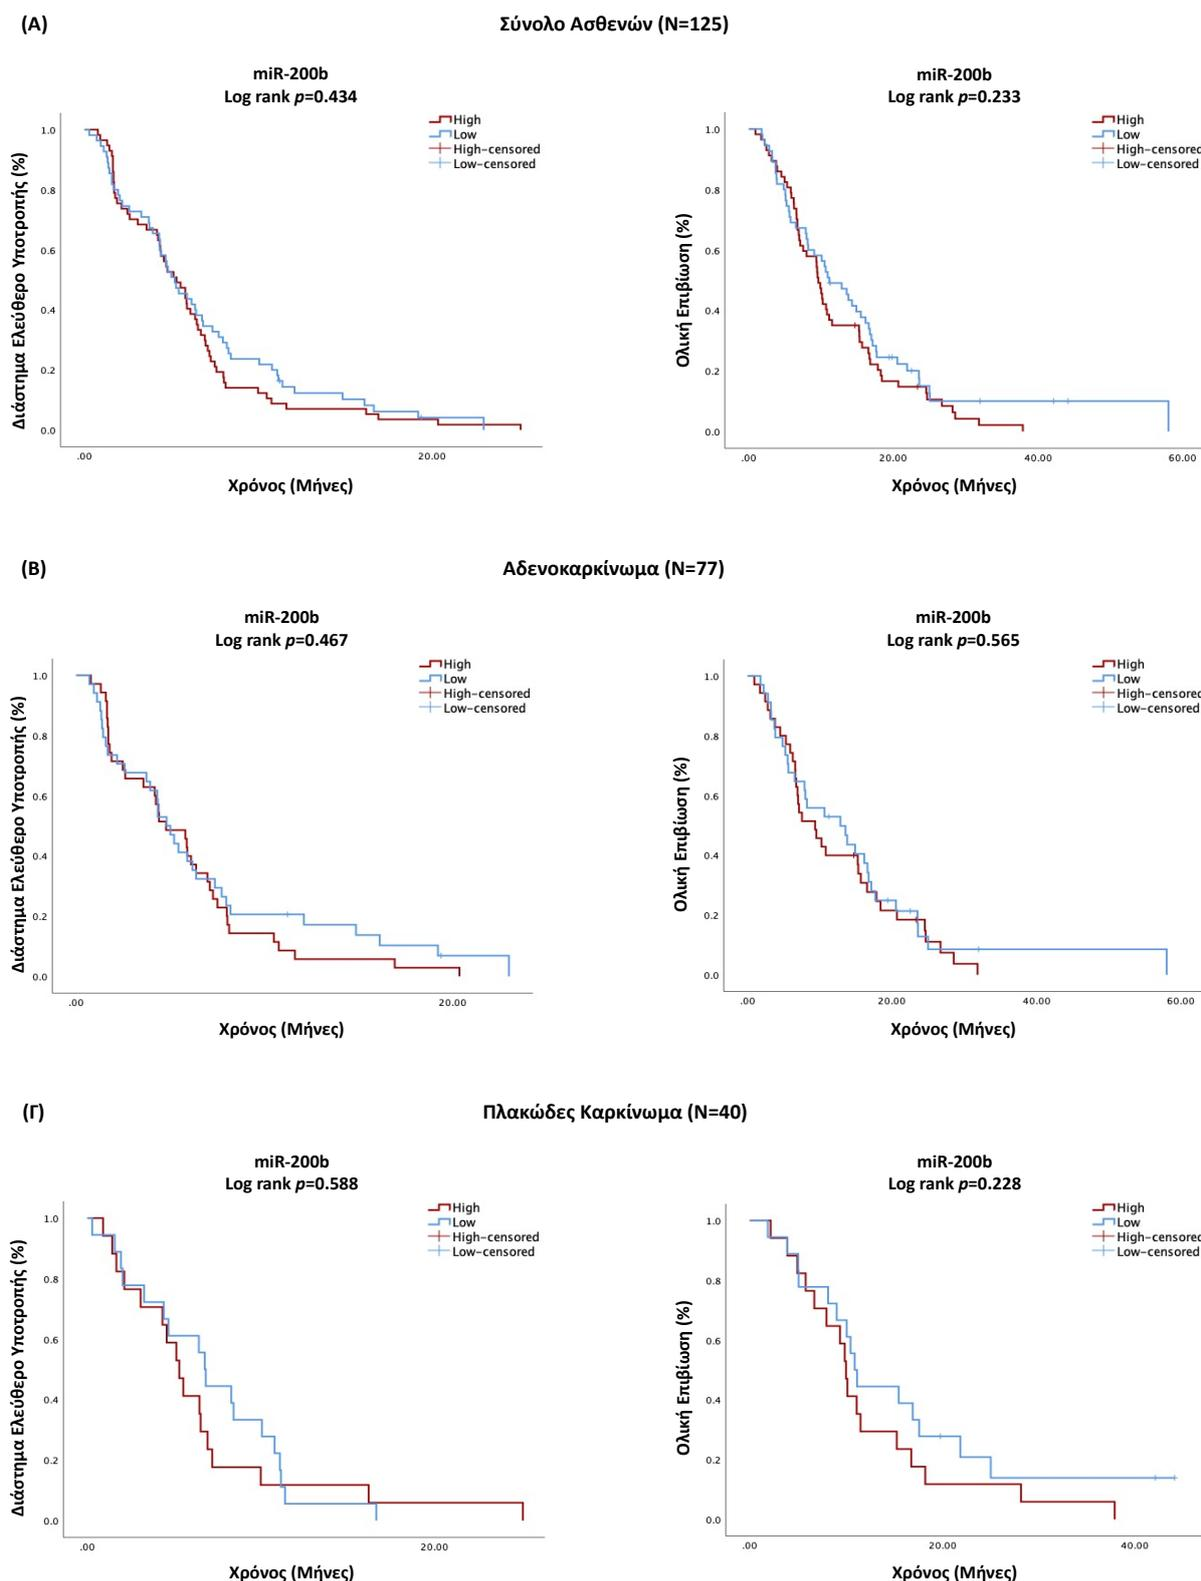 (Α)
Σύνολο Ασθενών (N=125)
miR-200b
Log rank p=0.434
High
Low
High-censored
Low-censored
Διάστημα Ελεύθερο Υποτροπής (%)
1.0
0.8
0.6
0.4
0.2
0.0
.00
20.00
Χρόνος (Μήνες)
miR-200b
Log rank p=0.233
High
Low
High-censored
Low-censored
Ολική Επιβίωση (%)
1.0
0.8
0.6
0.4
0.2
0.0
.00
20.00
40.00
60.00
Χρόνος (Μήνες)
(Β)
Αδενοκαρκίνωμα (N=77)
miR-200b
Log rank p=0.467
High
Low
High-censored
Low-censored
Διάστημα Ελεύθερο Υποτροπής (%)
1.0
0.8
0.6
0.4
0.2
0.0
.00
20.00
Χρόνος (Μήνες)
miR-200b
Log rank p=0.565
High
Low
High-censored
Low-censored
Ολική Επιβίωση (%)
1.0
0.8
0.6
0.4
0.2
0.0
.00
20.00
40.00
60.00
Χρόνος (Μήνες)
(Γ)
Πλακώδες Καρκίνωμα (N=40)
miR-200b
Log rank p=0.588
High
Low
High-censored
Low-censored
Διάστημα Ελεύθερο Υποτροπής (%)
1.0
0.8
0.6
0.4
0.2
0.0
.00
20.00
Χρόνος (Μήνες)
miR-200b
Log rank p=0.228
High
Low
High-censored
Low-censored
Ολική Επιβίωση (%)
1.0
0.8
0.6
0.4
0.2
0.0
.00
20.00
40.00
Χρόνος (Μήνες)